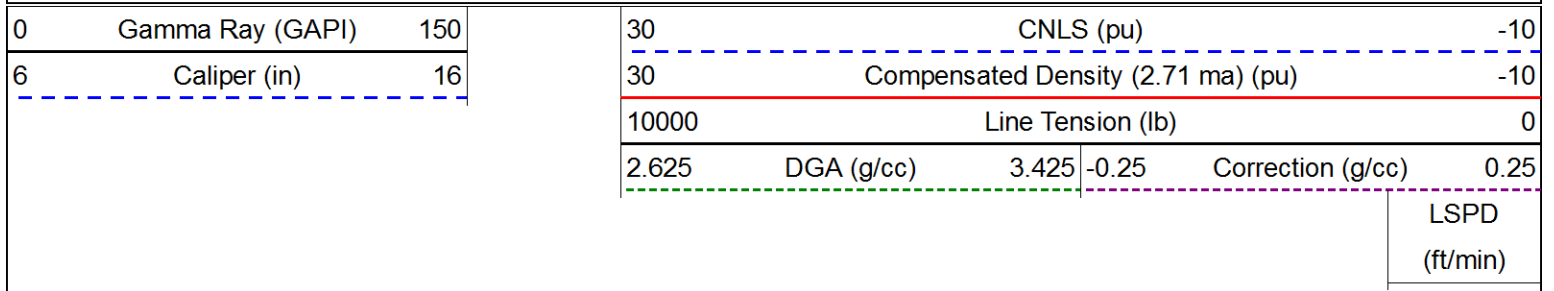 0 Gamma Ray (GAPI) 150 30 CNLS (pu) -10
6 Caliper (in) 16 30 Compensated Density (2.71 ma) (pu) -10
10000 Line Tension (lb) 0
2.625 DGA (g/cc) 3.425 -0.25 Correction (g/cc) 0.25
LSPD
(ft/min)